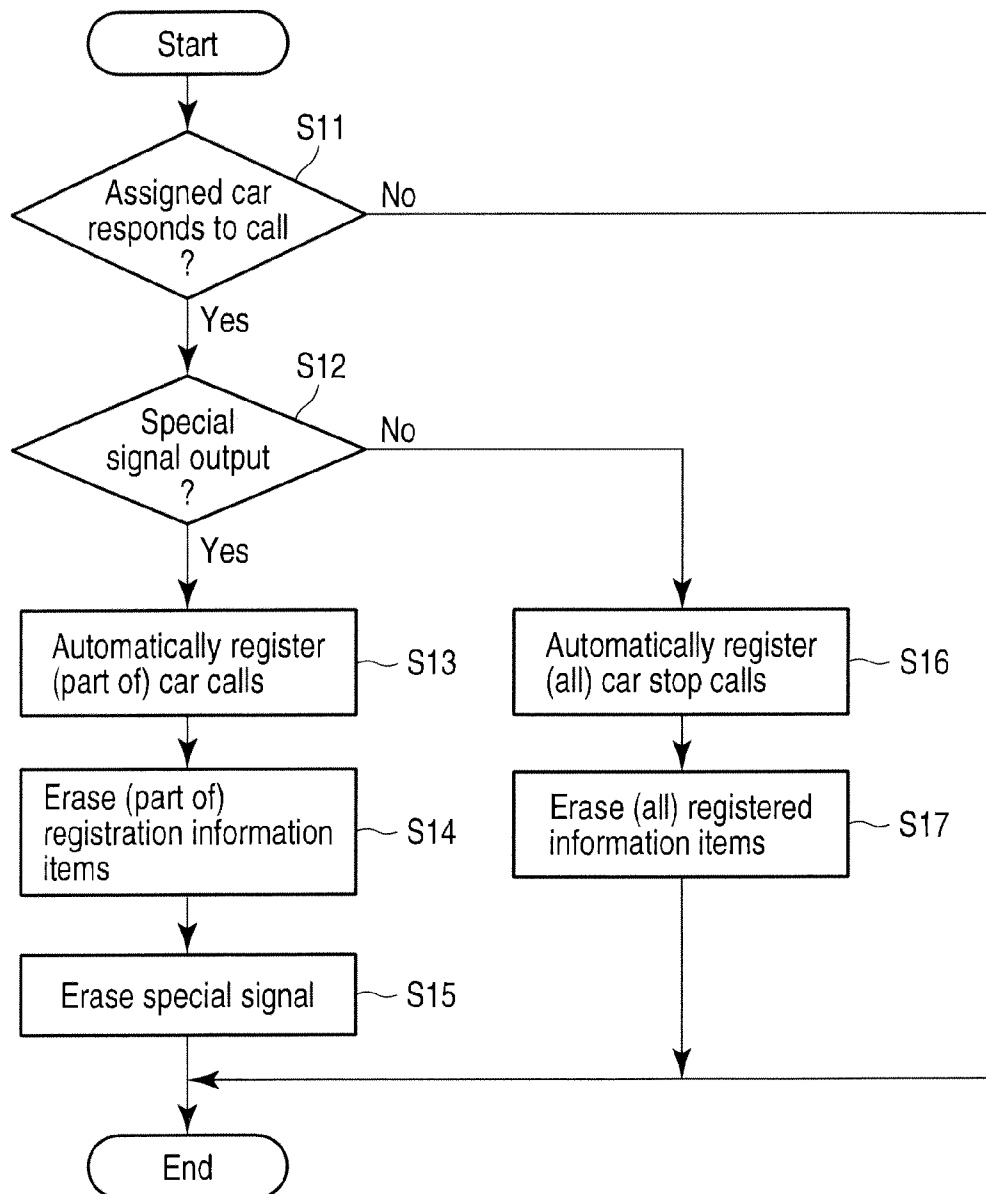 Start
S11
Assigned car
responds to call
?
No
Yes
S12
Special
signal output
?
No
Yes
Automatically register
(part of) car calls
S13
Automatically register
(all) car stop calls
S16
Erase (part of)
registration information
items
S14
Erase (all) registered
information items
S17
Erase special signal
S15
End